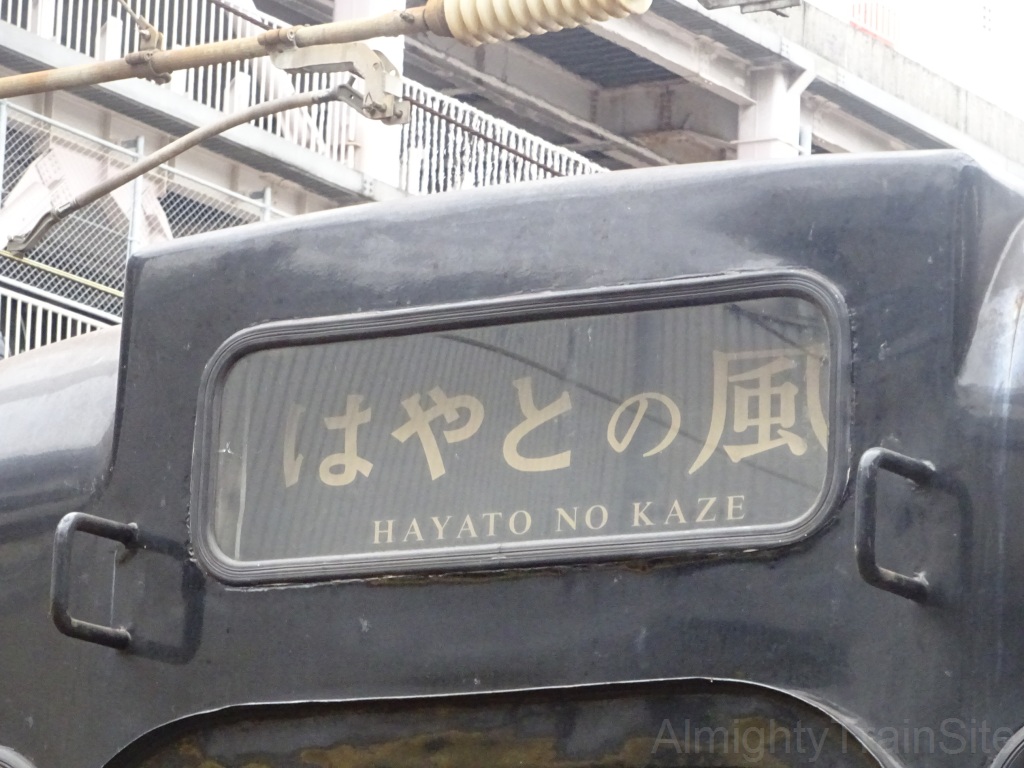 はやとの風
HAYATO NO KAZE
AlmightyTrainSite